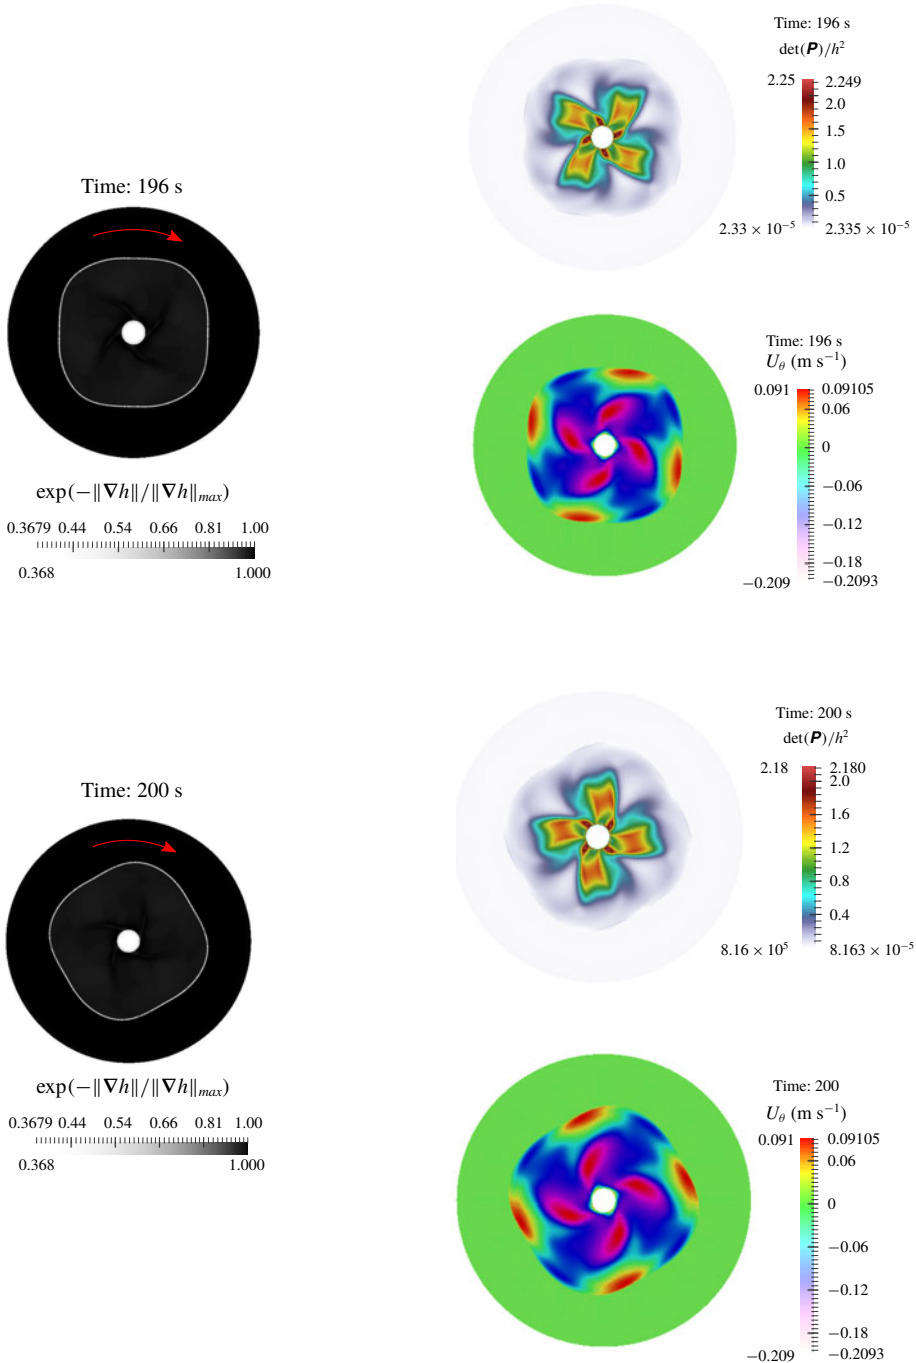 Time: 196 s
det(P)/h²
2.25 2.249
2.0
1.5
1.0
0.5
2.33 × 10⁻⁵ 2.335 × 10⁻⁵
Time: 196 s
exp(−‖∇h‖/‖∇h‖max)
0.3679 0.44 0.54 0.66 0.81 1.00
0.368 1.000
Time: 196 s
Uθ (m s⁻¹)
0.091 0.09105
0.06
0
−0.06
−0.12
−0.18
−0.209 −0.2093
Time: 200 s
det(P)/h²
2.18 2.180
2.0
1.6
1.2
0.8
0.4
8.16 × 10⁵ 8.163 × 10⁻⁵
Time: 200 s
exp(−‖∇h‖/‖∇h‖max)
0.3679 0.44 0.54 0.66 0.81 1.00
0.368 1.000
Time: 200
Uθ (m s⁻¹)
0.091 0.09105
0.06
0
−0.06
−0.12
−0.18
−0.209 −0.2093